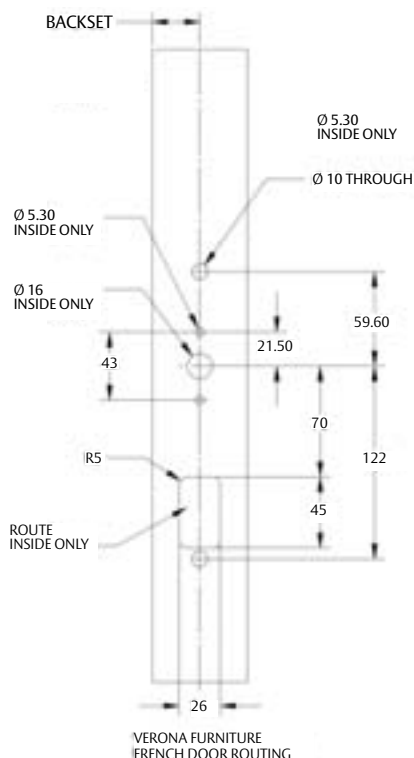 BACKSET
Ø 5.30
INSIDE ONLY
Ø 10 THROUGH
Ø 5.30
INSIDE ONLY
Ø 16
INSIDE ONLY
59.60
21.50
43
70
122
R5
45
ROUTE
INSIDE ONLY
26
VERONA FURNITURE
FRENCH DOOR ROUTING